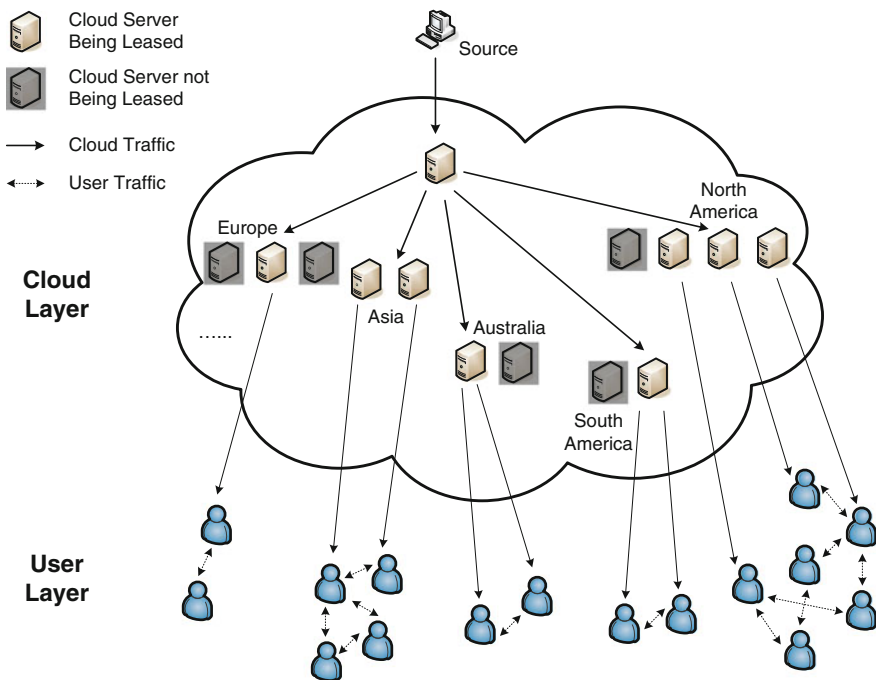 Cloud Server
Being Leased
Cloud Server not
Being Leased
Cloud Traffic
User Traffic
Source
North
America
Europe
Cloud
Layer
Asia
Australia
......
South
America
User
Layer